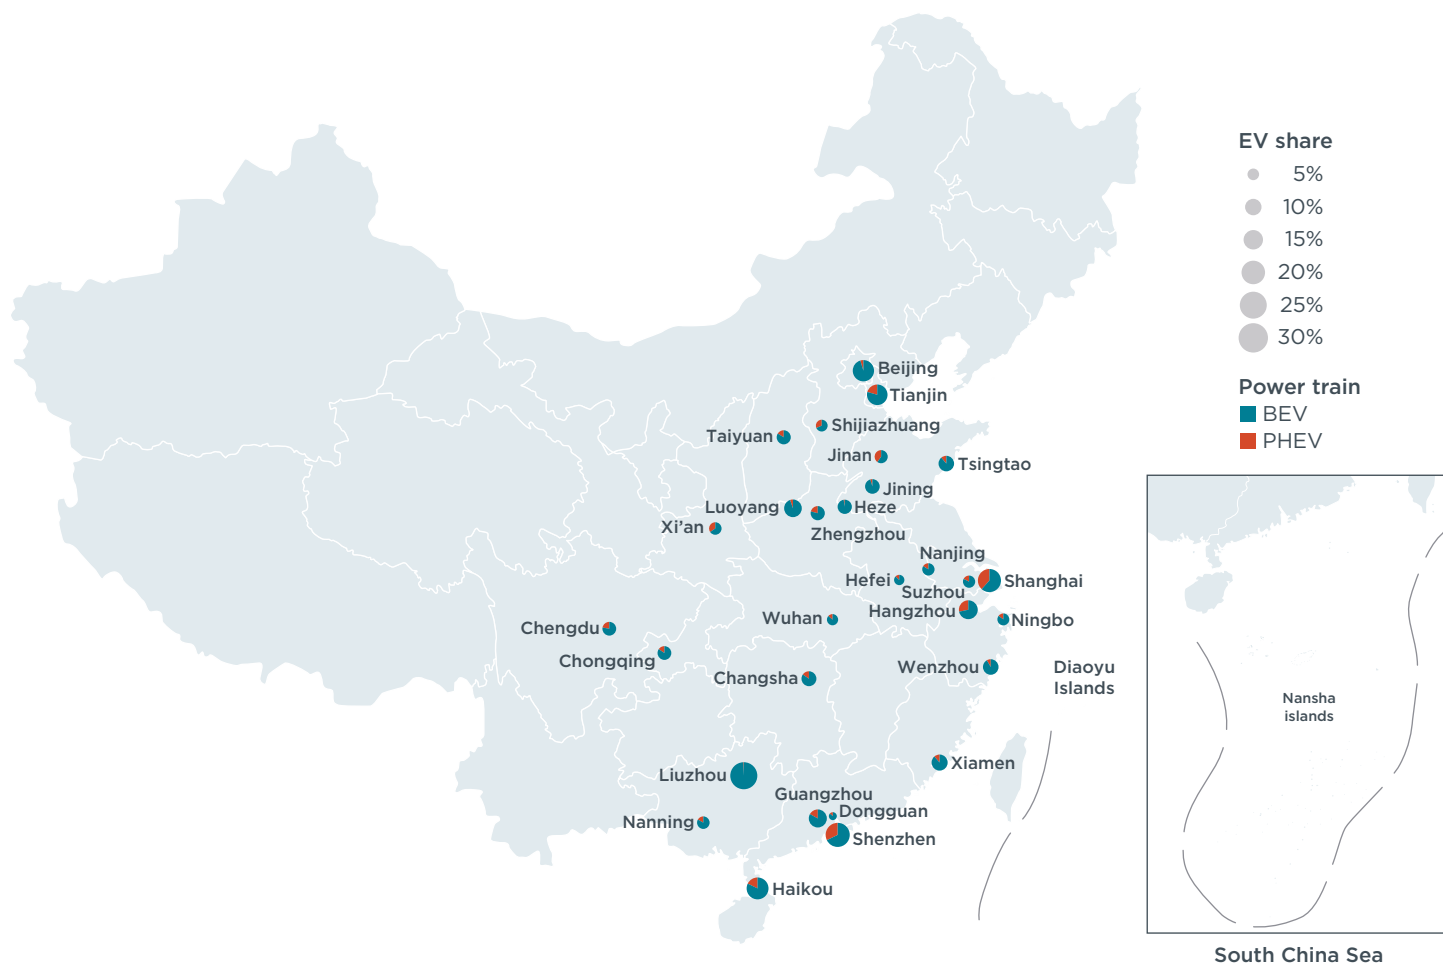 EV share
5%
10%
15%
20%
25%
30%
Power train
BEV
PHEV
Beijing
Tianjin
Shijiazhuang
Taiyuan
Jinan
Tsingtao
Jining
Luoyang
Heze
Xi’an
Zhengzhou
Nanjing
Hefei
Shanghai
Suzhou
Hangzhou
Wuhan
Ningbo
Chengdu
Chongqing
Wenzhou
Changsha
Diaoyu
Islands
Xiamen
Liuzhou
Guangzhou
Dongguan
Nanning
Shenzhen
Haikou
Nansha
islands
South China Sea